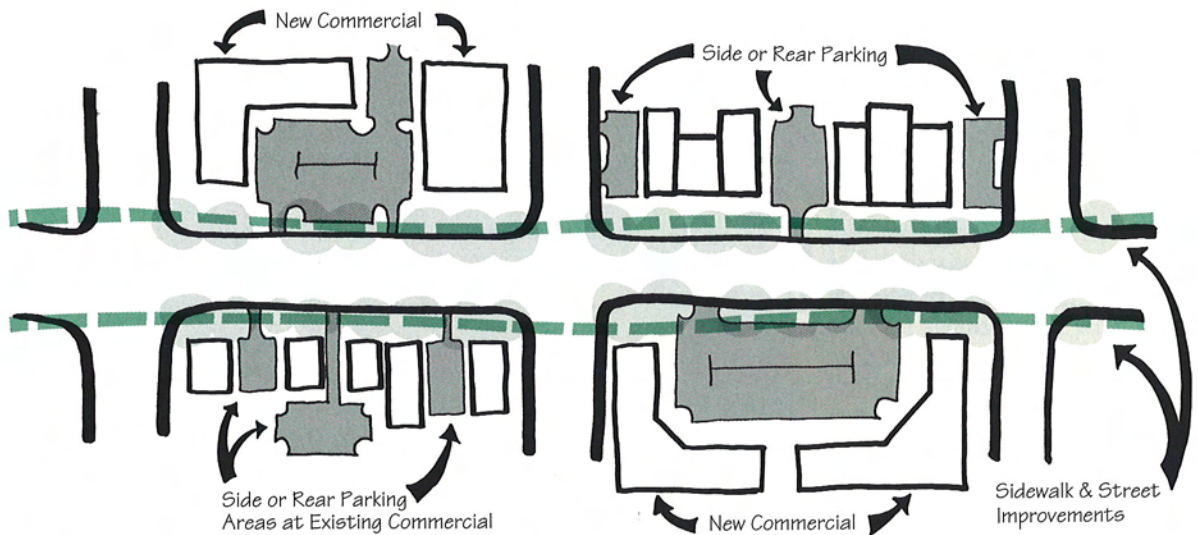 New Commercial
Side or Rear Parking
Side or Rear Parking
Areas at Existing Commercial
New Commercial
Sidewalk & Street
Improvements